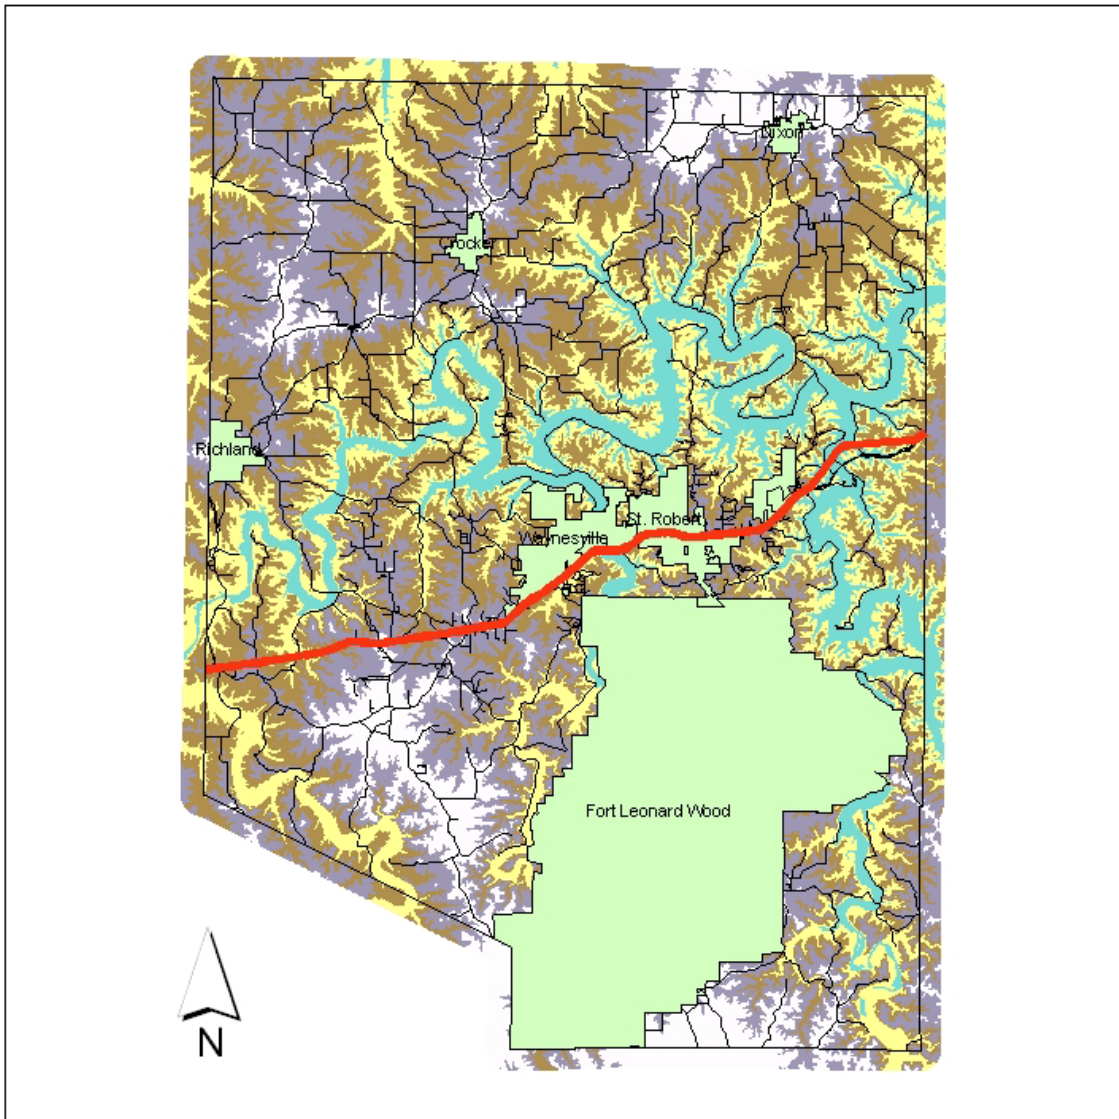 Dixon
Crocker
Richland
St. Robert
Waynesville
Fort Leonard Wood
N